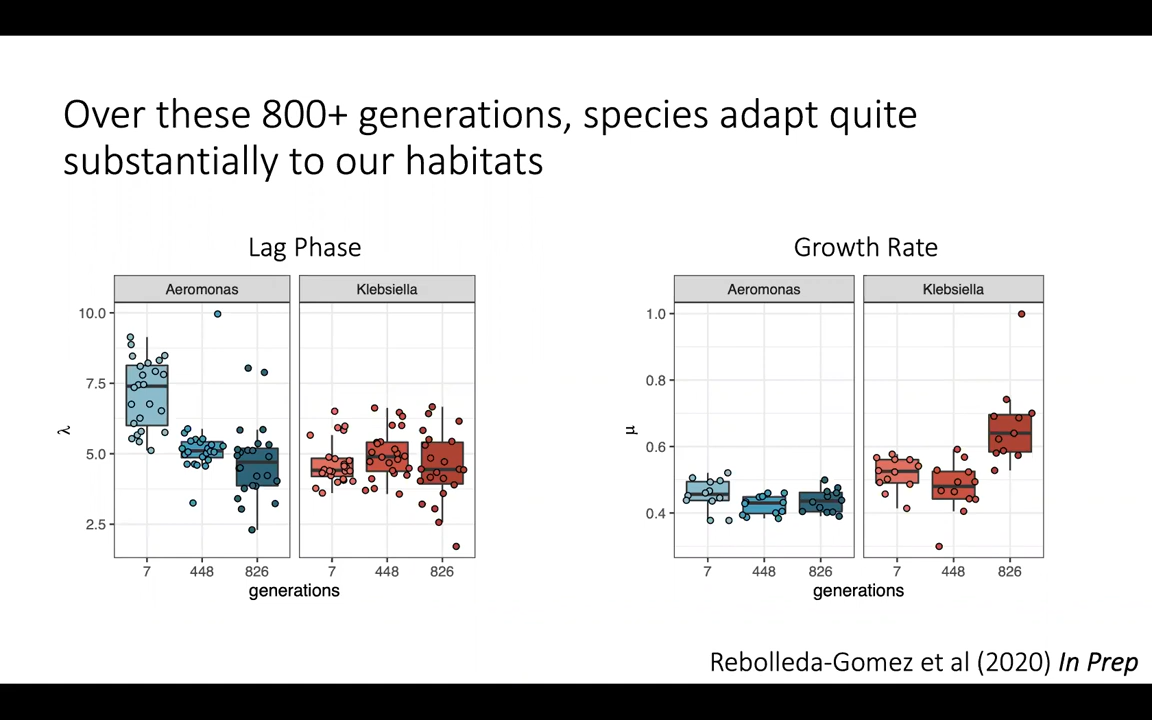 Over these 800+ generations, species adapt quite
substantially to our habitats
Lag Phase
Aeromonas
Klebsiella
10.0
7.5
5.0
2.5
λ
7
448
826
7
448
826
generations
Growth Rate
Aeromonas
Klebsiella
1.0
0.8
0.6
0.4
μ
7
448
826
7
448
826
generations
Rebolleda-Gomez et al (2020) In Prep